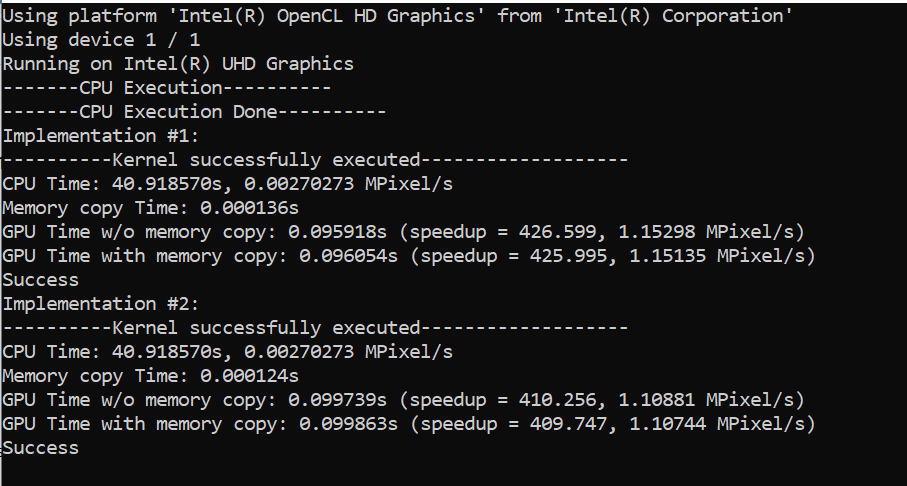 Using platform 'Intel(R) OpenCL HD Graphics' from 'Intel(R) Corporation'
Using device 1 / 1
Running on Intel(R) UHD Graphics
-------CPU Execution----------
-------CPU Execution Done----------
Implementation #1:
----------Kernel successfully executed-------------------
CPU Time: 40.918570s, 0.00270273 MPixel/s
Memory copy Time: 0.000136s
GPU Time w/o memory copy: 0.095918s (speedup = 426.599, 1.15298 MPixel/s)
GPU Time with memory copy: 0.096054s (speedup = 425.995, 1.15135 MPixel/s)
Success
Implementation #2:
----------Kernel successfully executed-------------------
CPU Time: 40.918570s, 0.00270273 MPixel/s
Memory copy Time: 0.000124s
GPU Time w/o memory copy: 0.099739s (speedup = 410.256, 1.10881 MPixel/s)
GPU Time with memory copy: 0.099863s (speedup = 409.747, 1.10744 MPixel/s)
Success